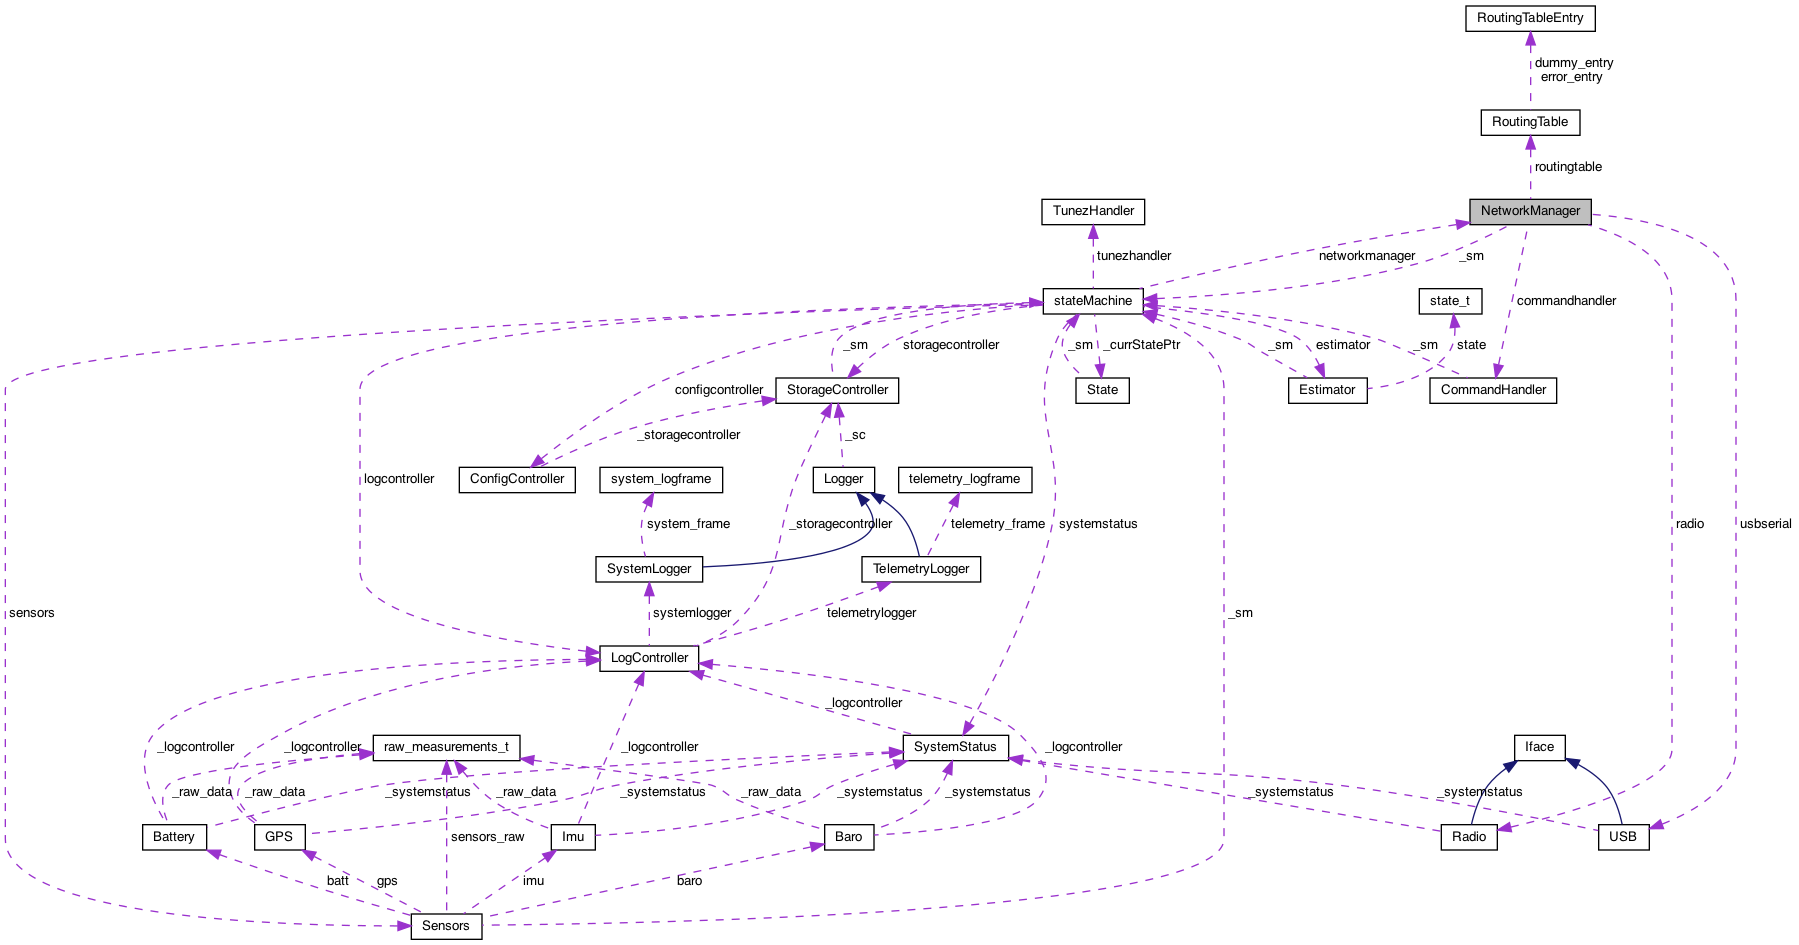 RoutingTableEntry
dummy_entry
error_entry
RoutingTable
routingtable
TunezHandler
NetworkManager
tunezhandler
networkmanager
_sm
stateMachine
state_t
commandhandler
_sm
storagecontroller
_sm
_currStatePtr
_sm
estimator
state
_sm
configcontroller
StorageController
State
Estimator
CommandHandler
_storagecontroller
_sc
logcontroller
ConfigController
system_logframe
Logger
telemetry_logframe
system_frame
_storagecontroller
telemetry_frame
systemstatus
radio
usbserial
SystemLogger
TelemetryLogger
sensors
systemlogger
telemetrylogger
_sm
LogController
_logcontroller
_logcontroller
_logcontroller
raw_measurements_t
_logcontroller
SystemStatus
_logcontroller
Iface
_raw_data
_raw_data
_systemstatus
_raw_data
_systemstatus
_raw_data
_systemstatus
_systemstatus
_systemstatus
_systemstatus
Battery
GPS
sensors_raw
Imu
Baro
Radio
USB
batt
gps
imu
baro
Sensors